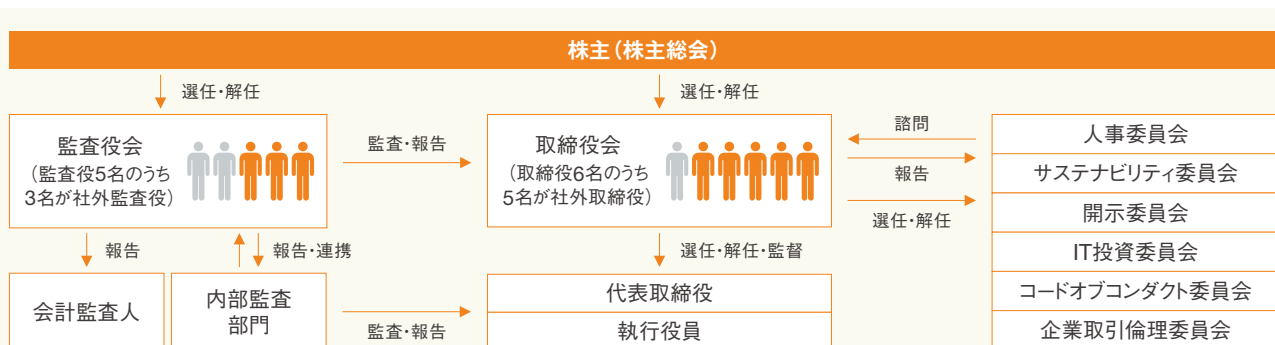 株主（株主総会）
選任・解任
選任・解任
監査役会
（監査役5名のうち
3名が社外監査役）
監査・報告
取締役会
（取締役6名のうち
5名が社外取締役）
諮問
報告
選任・解任
人事委員会
サステナビリティ委員会
開示委員会
IT投資委員会
コードオブコンダクト委員会
企業取引倫理委員会
報告
報告・連携
選任・解任・監督
会計監査人
内部監査
部門
監査・報告
代表取締役
執行役員